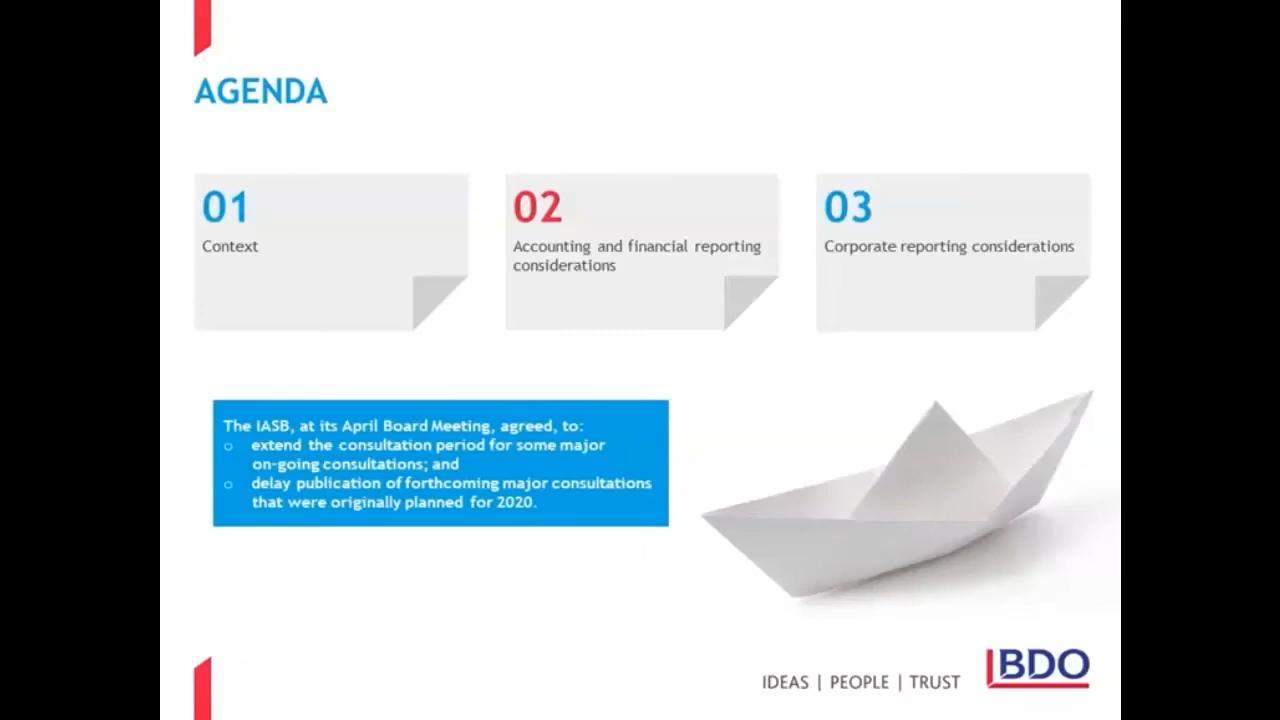 AGENDA
01
Context
02
Accounting and financial reporting
considerations
03
Corporate reporting considerations
The IASB, at its April Board Meeting, agreed, to:
o extend the consultation period for some major
on-going consultations; and
o delay publication of forthcoming major consultations
that were originally planned for 2020.
IDEAS | PEOPLE | TRUST
BDO